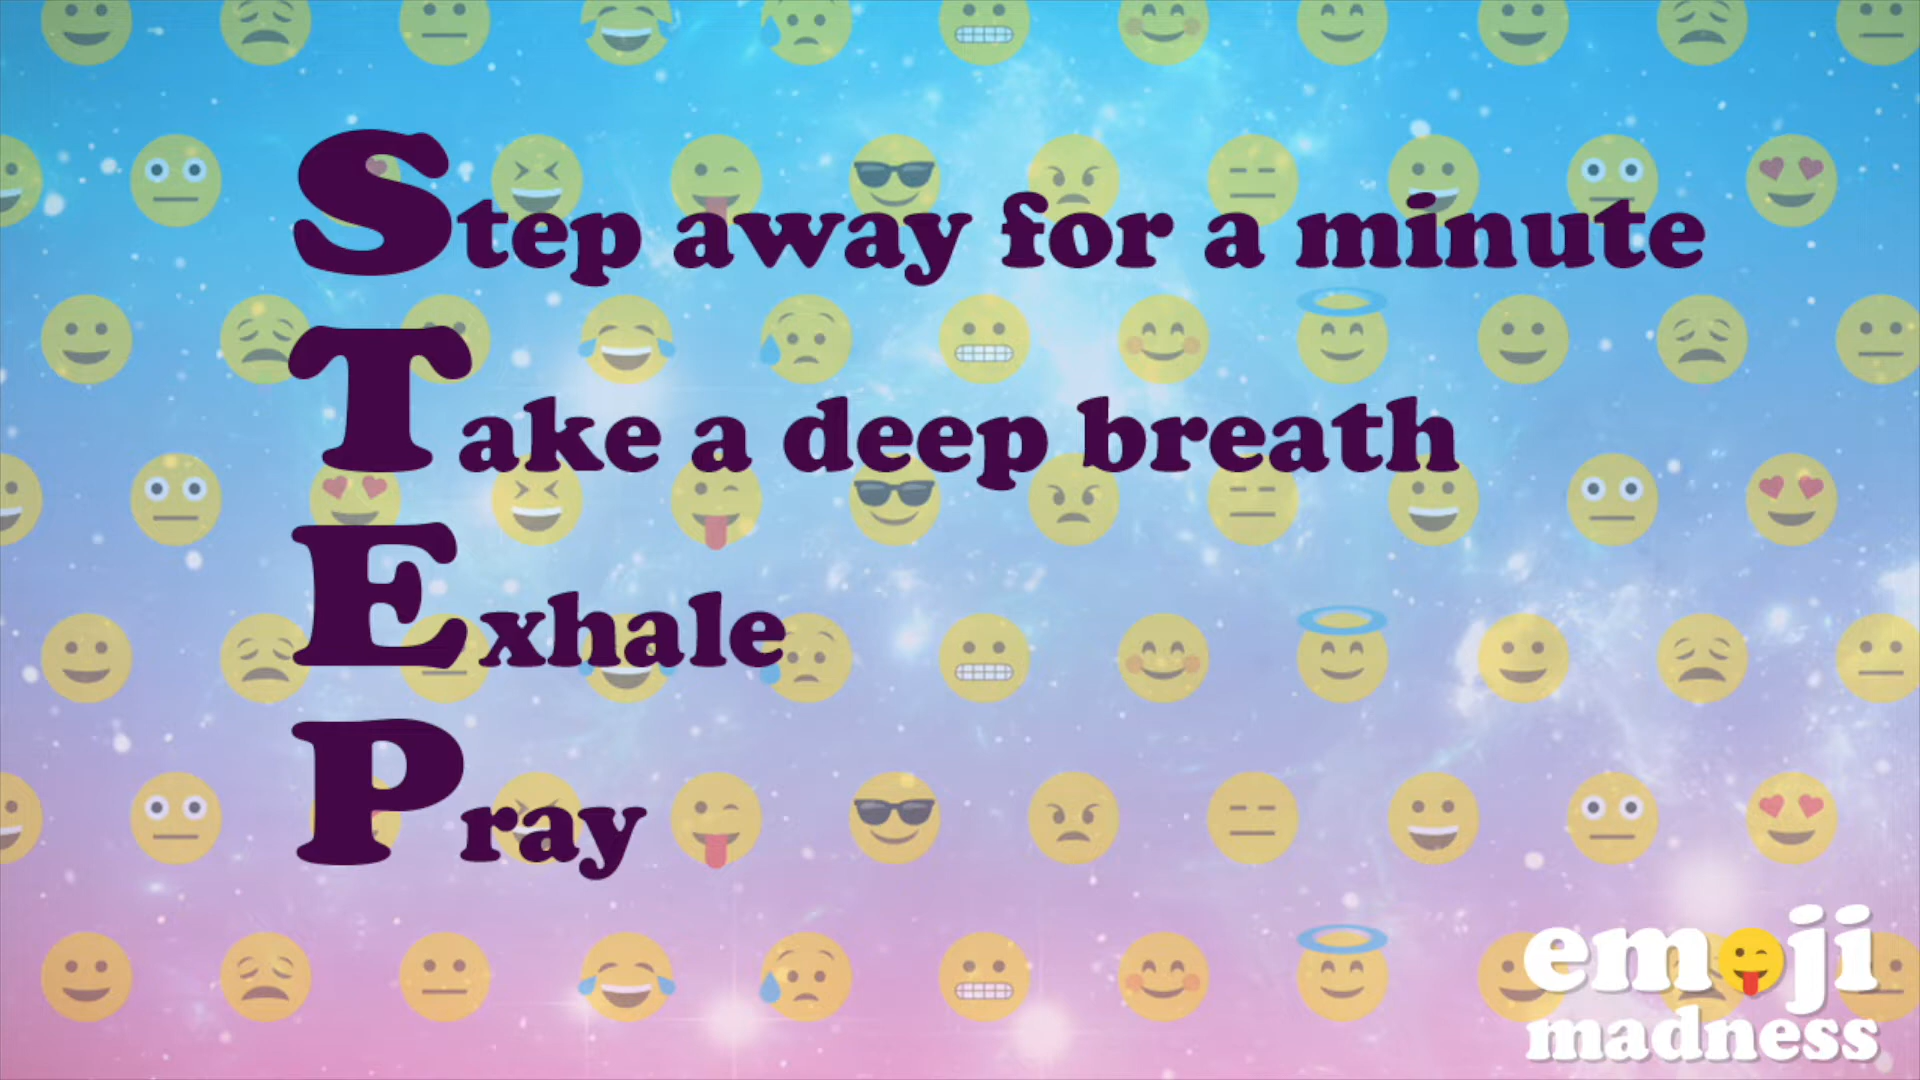 Step away for a minute
Take a deep breath
Exhale
Pray
emoji
madness